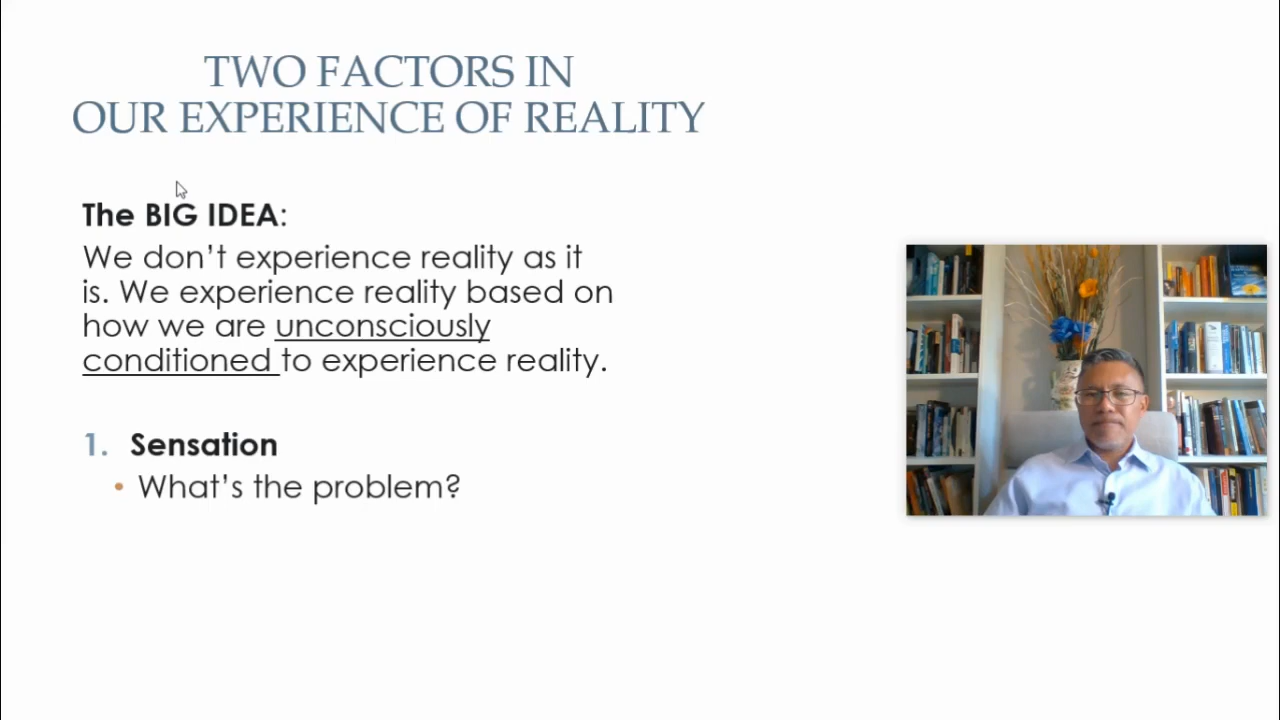 TWO FACTORS IN
OUR EXPERIENCE OF REALITY
The BIG IDEA:
We don’t experience reality as it
is. We experience reality based on
how we are unconsciously
conditioned to experience reality.
1. Sensation
• What’s the problem?